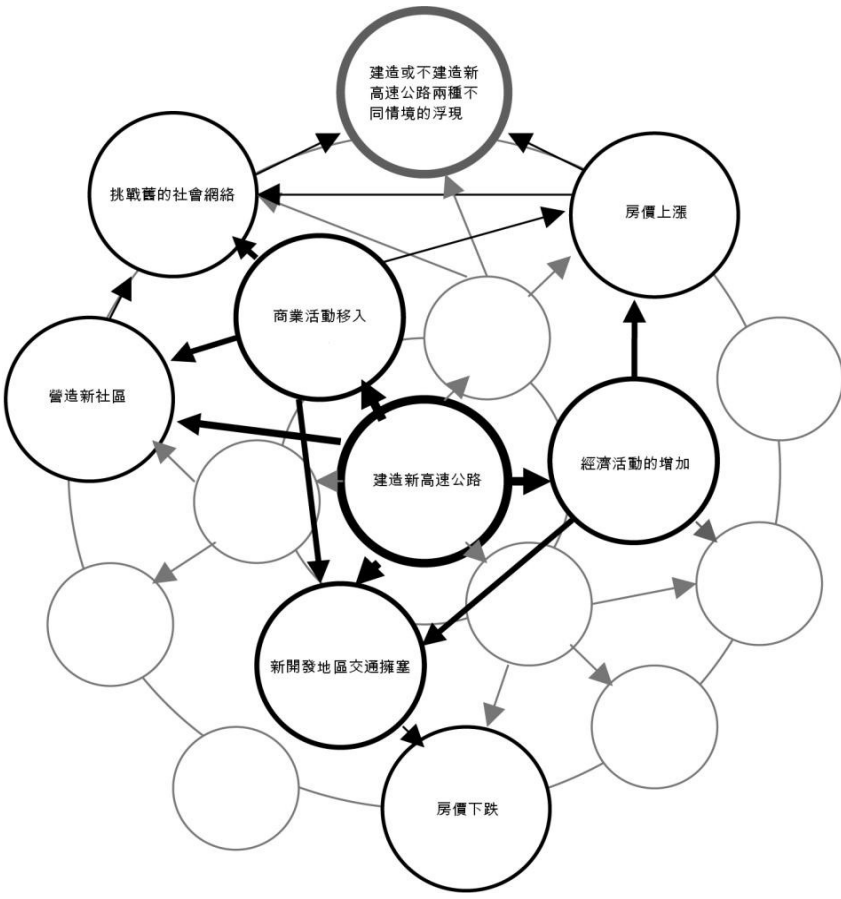 建造或不建造新
高速公路兩種不
同情境的浮現
挑戰舊的社會網絡
房價上漲
商業活動移入
營造新社區
經濟活動的增加
建造新高速公路
新開發地區交通擁塞
房價下跌